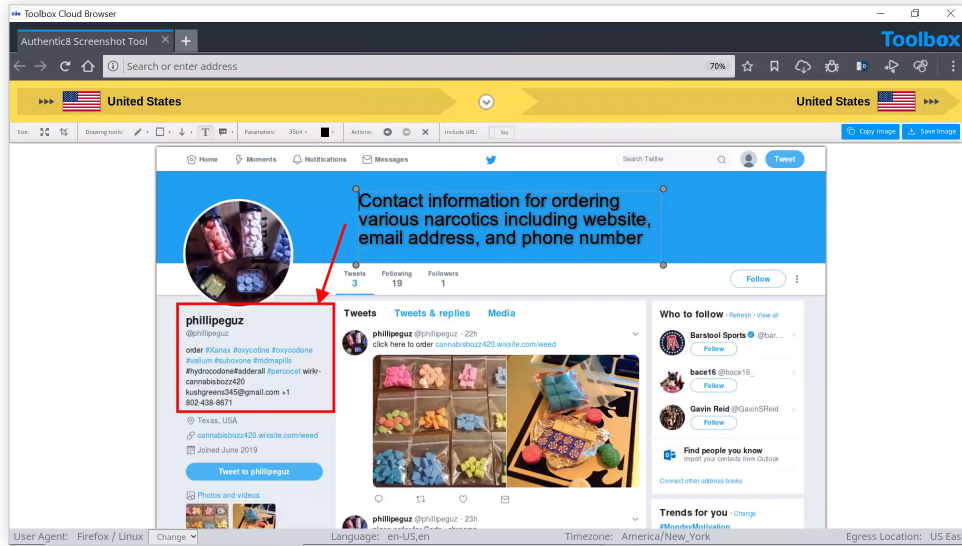 silo Toolbox Cloud Browser
Authentic8 Screenshot Tool
Toolbox
Search or enter address
70%
United States
United States
Size:
Drawing tools:
T
Parameters:
35px
Actions:
Include URL:
No
Copy Image
Save Image
Home
Moments
Notifications
Messages
Search Twitter
Tweet
Contact information for ordering
various narcotics including website,
email address, and phone number
Tweets
3
Following
19
Followers
1
Follow
phillipeguz
@phillipeguz
order #Xanax #oxycotine #oxycodone
#valium #suboxone #mdmapills
#hydrocodone#adderall #percocet wirkr-
cannabisbozz420
kushgreens345@gmail.com +1
802-438-8671
Texas, USA
cannabisbozz420.wixsite.com/weed
Joined June 2019
Tweet to phillipeguz
Photos and videos
Tweets
Tweets & replies
Media
phillipeguz @phillipeguz · 22h
click here to order cannabisbozz420.wixsite.com/weed
phillipeguz @phillipeguz · 23h
Who to follow · Refresh · View all
Barstool Sports @bar...
Follow
bace16 @bace16_
Follow
Gavin Reid @GavinSReid
Follow
Find people you know
Import your contacts from Outlook
Connect other address books
Trends for you · Change
#MondayMotivation
User Agent: Firefox / Linux
Change
Language: en-US,en
Timezone: America/New_York
Egress Location: US Eas